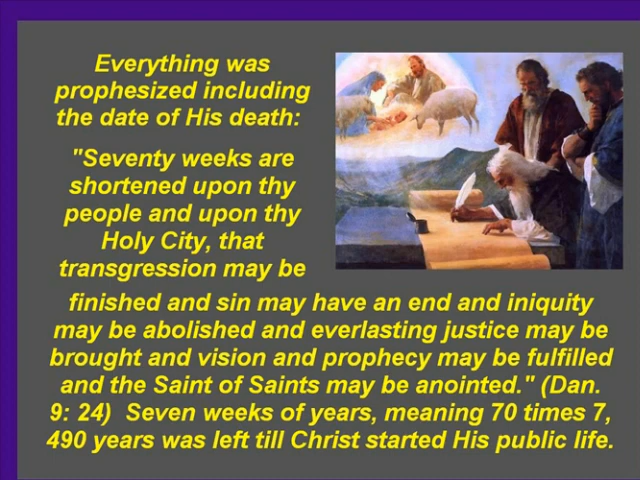 Everything was
prophesized including
the date of His death:
"Seventy weeks are
shortened upon thy
people and upon thy
Holy City, that
transgression may be
finished and sin may have an end and iniquity
may be abolished and everlasting justice may be
brought and vision and prophecy may be fulfilled
and the Saint of Saints may be anointed." (Dan.
9: 24)  Seven weeks of years, meaning 70 times 7,
490 years was left till Christ started His public life.